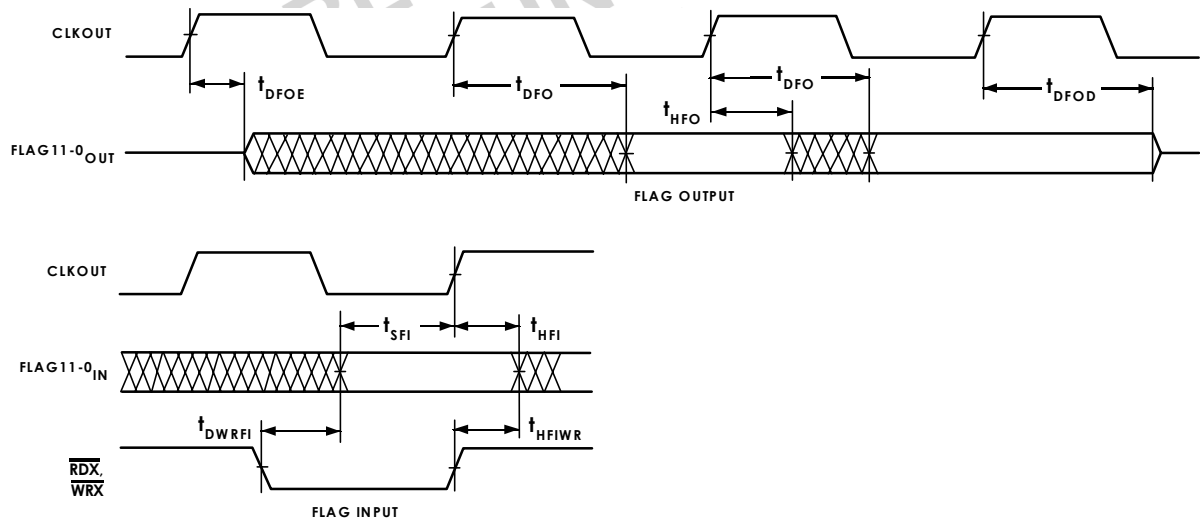 CLKOUT
tDFOE
tDFO
tDFO
tHFO
tDFOD
FLAG11-0OUT
FLAG OUTPUT
CLKOUT
tSFI
tHFI
FLAG11-0IN
tDWRFI
tHFIWR
RDX,
WRX
FLAG INPUT